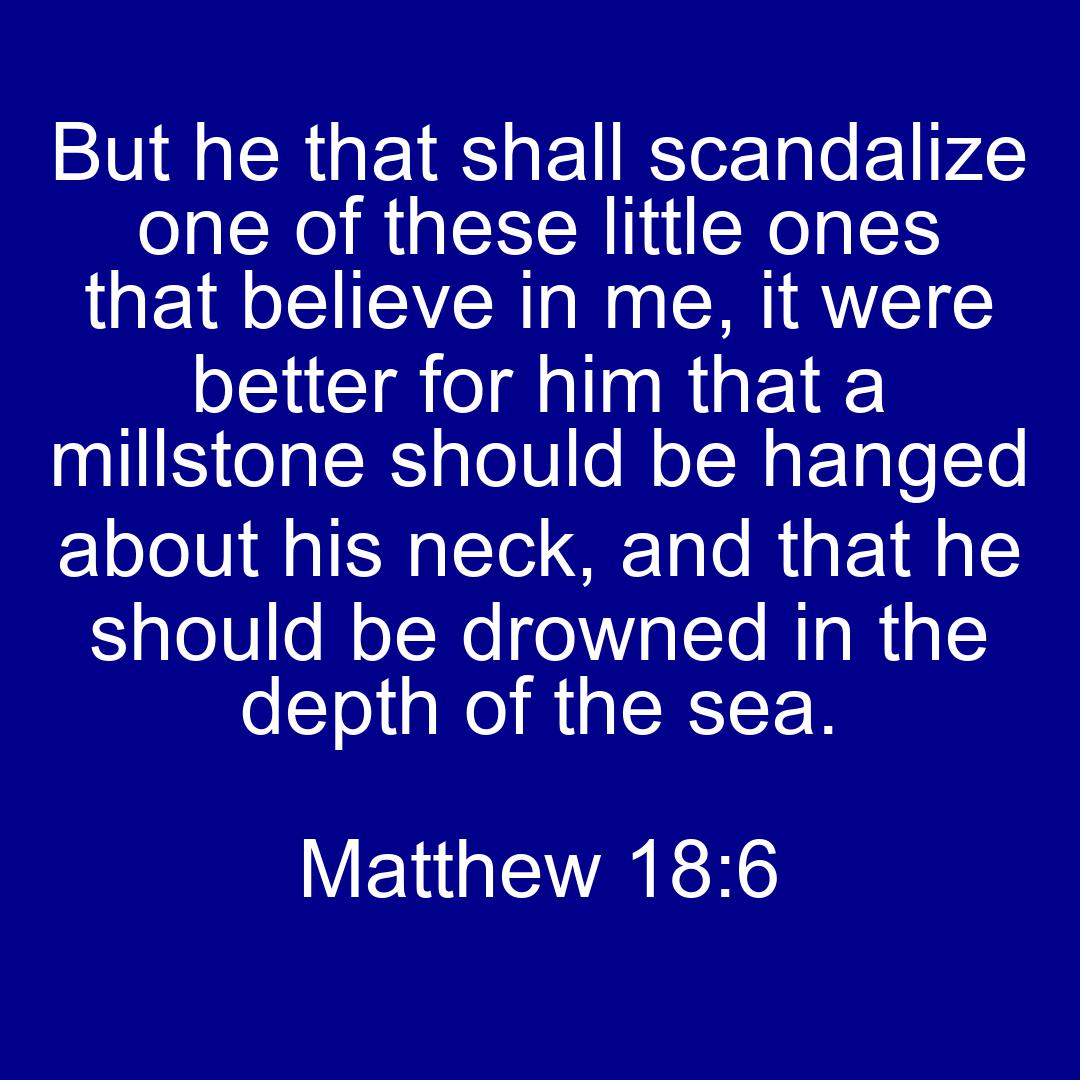 But he that shall scandalize
one of these little ones
that believe in me, it were
better for him that a
millstone should be hanged
about his neck, and that he
should be drowned in the
depth of the sea.
Matthew 18:6